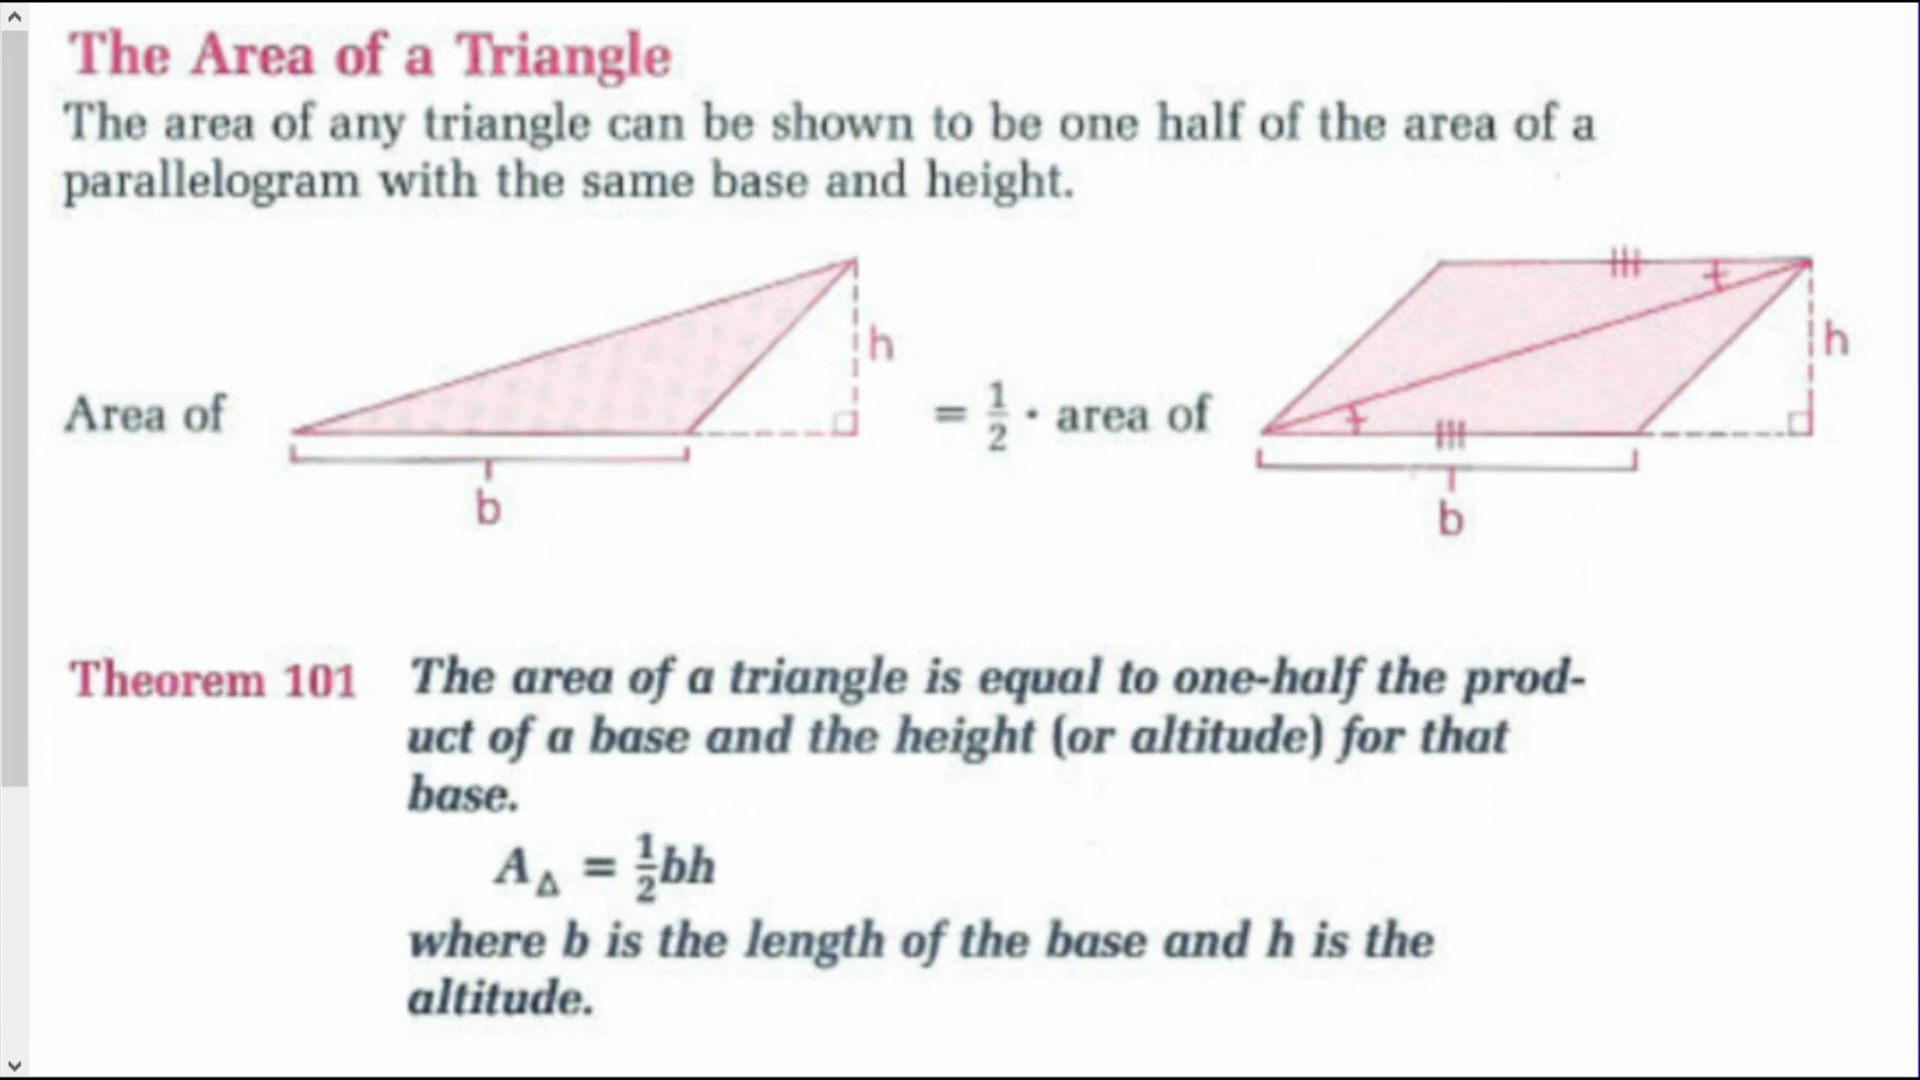 The Area of a Triangle
The area of any triangle can be shown to be one half of the area of a
parallelogram with the same base and height.
Area of
h
b
= 1/2 · area of
h
b
Theorem 101 The area of a triangle is equal to one-half the prod-
uct of a base and the height (or altitude) for that
base.
A△ = 1/2 bh
where b is the length of the base and h is the
altitude.